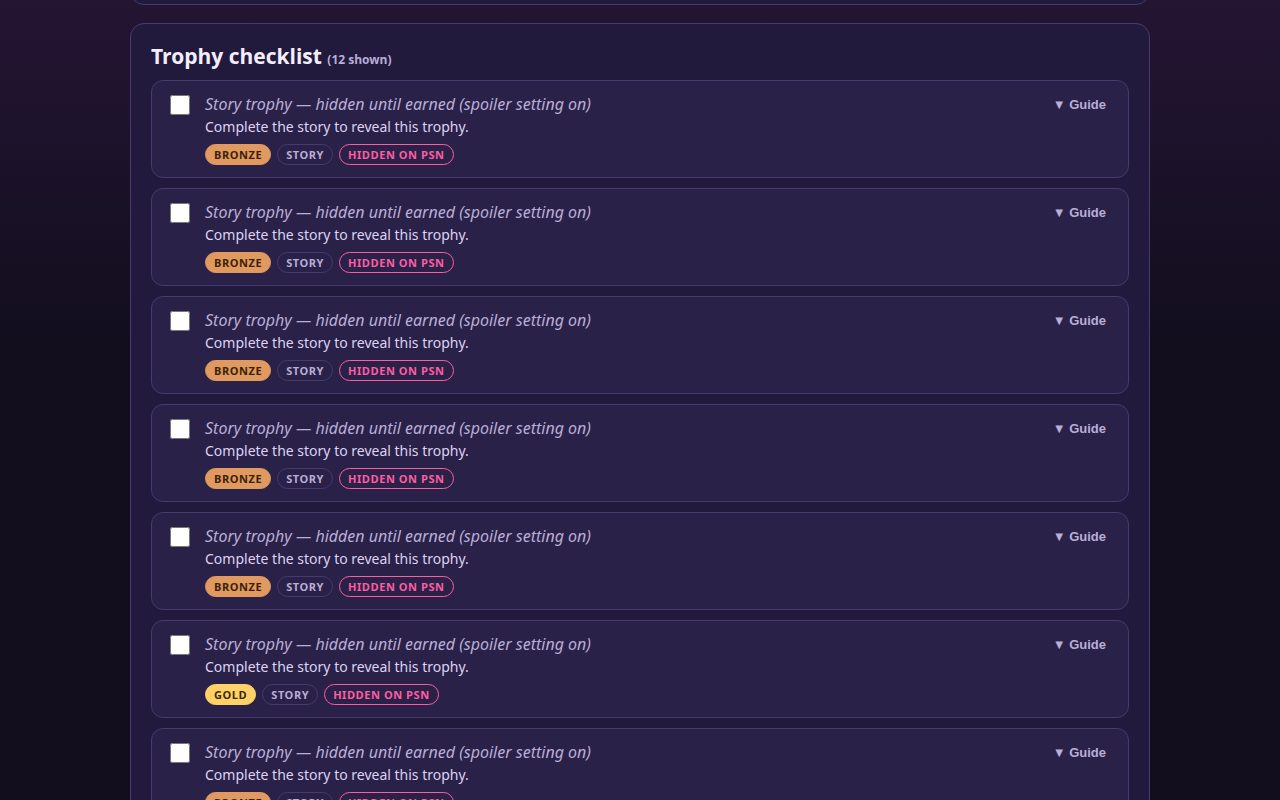 Trophy checklist (12 shown)
Story trophy — hidden until earned (spoiler setting on) ▼ Guide
Complete the story to reveal this trophy.
BRONZE STORY HIDDEN ON PSN
Story trophy — hidden until earned (spoiler setting on) ▼ Guide
Complete the story to reveal this trophy.
BRONZE STORY HIDDEN ON PSN
Story trophy — hidden until earned (spoiler setting on) ▼ Guide
Complete the story to reveal this trophy.
BRONZE STORY HIDDEN ON PSN
Story trophy — hidden until earned (spoiler setting on) ▼ Guide
Complete the story to reveal this trophy.
BRONZE STORY HIDDEN ON PSN
Story trophy — hidden until earned (spoiler setting on) ▼ Guide
Complete the story to reveal this trophy.
BRONZE STORY HIDDEN ON PSN
Story trophy — hidden until earned (spoiler setting on) ▼ Guide
Complete the story to reveal this trophy.
GOLD STORY HIDDEN ON PSN
Story trophy — hidden until earned (spoiler setting on) ▼ Guide
Complete the story to reveal this trophy.
BRONZE STORY HIDDEN ON PSN